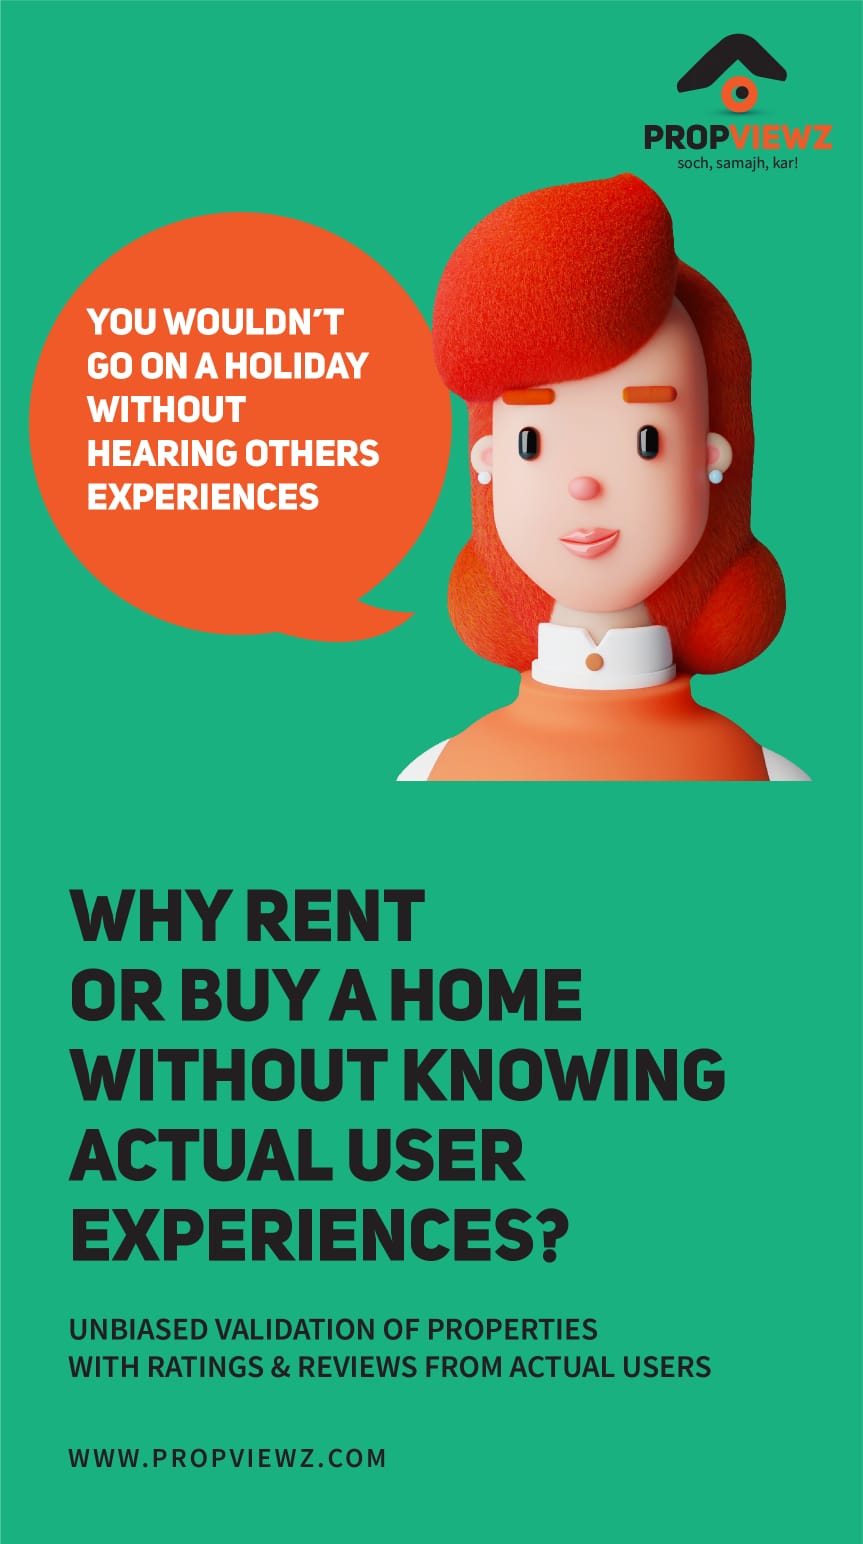 PROPVIEWZ
soch, samajh, kar!
YOU WOULDN'T
GO ON A HOLIDAY
WITHOUT
HEARING OTHERS
EXPERIENCES
WHY RENT
OR BUY A HOME
WITHOUT KNOWING
ACTUAL USER
EXPERIENCES?
UNBIASED VALIDATION OF PROPERTIES
WITH RATINGS & REVIEWS FROM ACTUAL USERS
WWW.PROPVIEWZ.COM